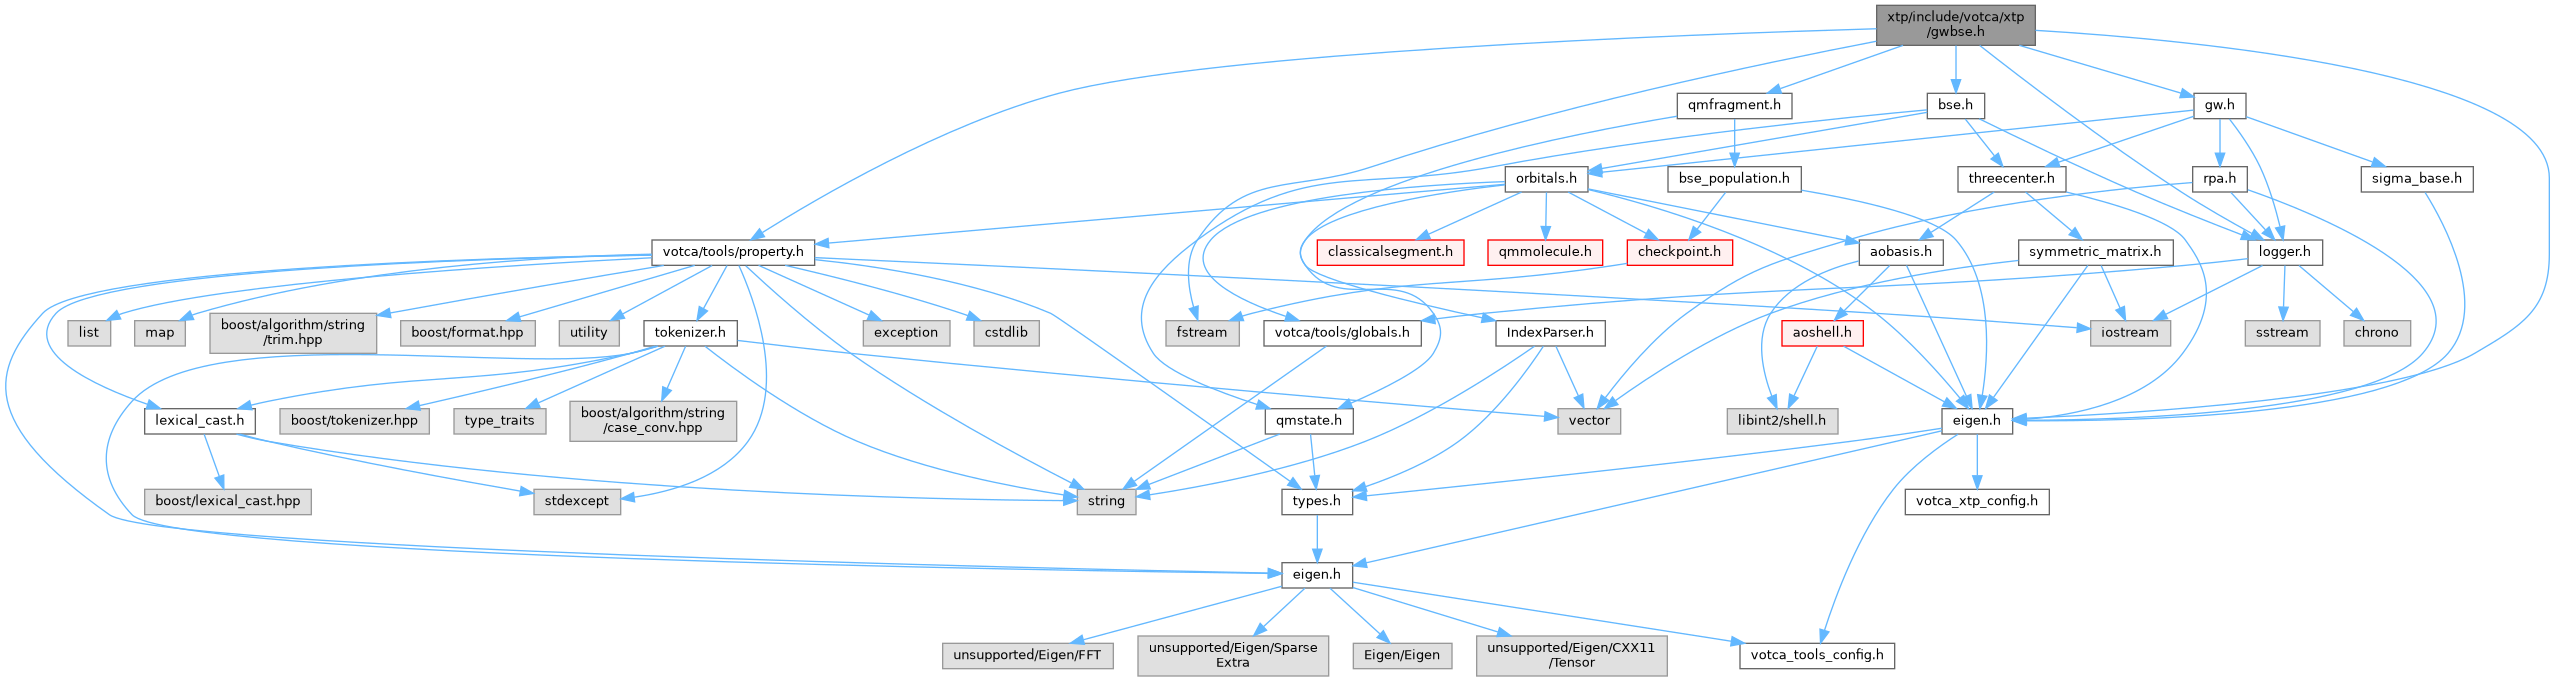 xtp/include/votca/xtp
/gwbse.h
qmfragment.h
bse.h
gw.h
orbitals.h
bse_population.h
threecenter.h
rpa.h
sigma_base.h
votca/tools/property.h
classicalsegment.h
qmmolecule.h
checkpoint.h
aobasis.h
symmetric_matrix.h
logger.h
list
map
boost/algorithm/string
/trim.hpp
boost/format.hpp
utility
tokenizer.h
exception
cstdlib
fstream
votca/tools/globals.h
IndexParser.h
aoshell.h
iostream
sstream
chrono
lexical_cast.h
boost/tokenizer.hpp
type_traits
boost/algorithm/string
/case_conv.hpp
qmstate.h
vector
libint2/shell.h
eigen.h
boost/lexical_cast.hpp
stdexcept
string
types.h
votca_xtp_config.h
eigen.h
unsupported/Eigen/FFT
unsupported/Eigen/Sparse
Extra
Eigen/Eigen
unsupported/Eigen/CXX11
/Tensor
votca_tools_config.h